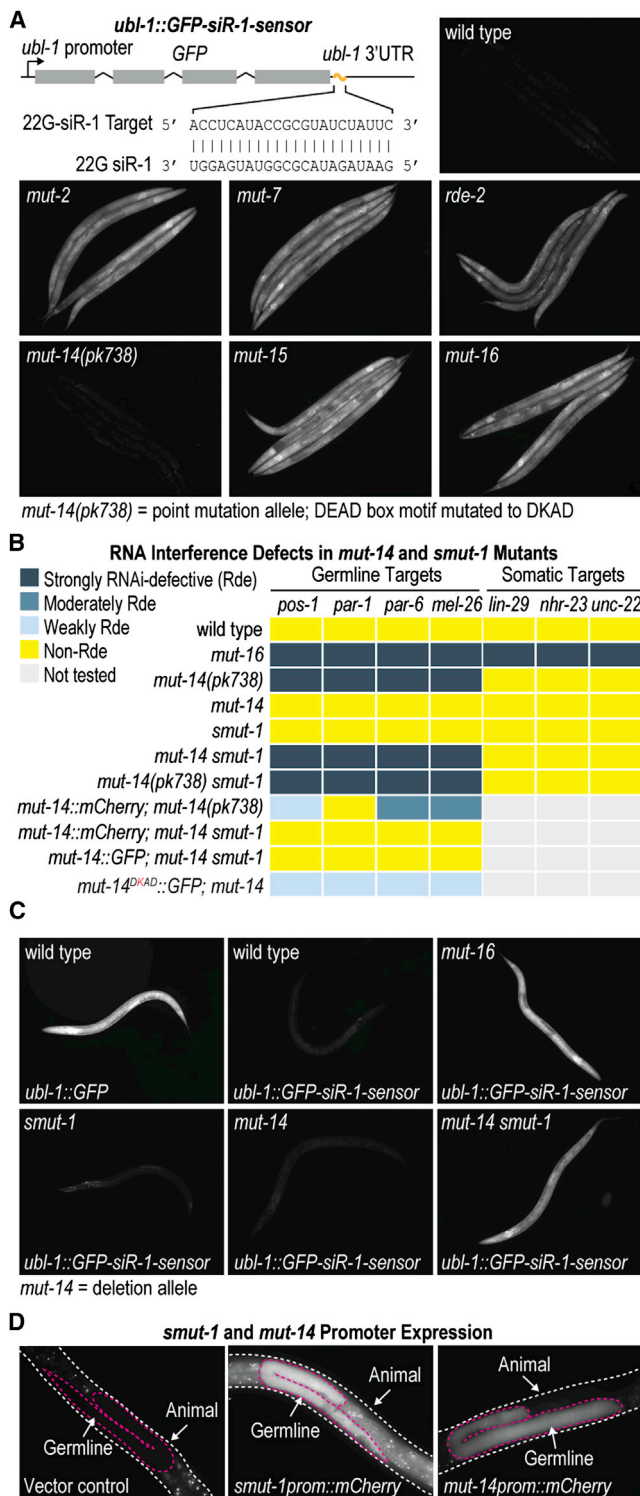 A
ubl-1::GFP-siR-1-sensor
ubl-1 promoter GFP ubl-1 3'UTR
22G-siR-1 Target 5' ACCUCAUACCGCGUAUCUAUUC 3'
22G siR-1 3' UGGAGUAUGGCGCAUAGAUAAG 5'
wild type
mut-2 mut-7 rde-2
mut-14(pk738) mut-15 mut-16
mut-14(pk738) = point mutation allele; DEAD box motif mutated to DKAD
B
RNA Interference Defects in mut-14 and smut-1 Mutants
Strongly RNAi-defective (Rde)
Moderately Rde
Weakly Rde
Non-Rde
Not tested
Germline Targets Somatic Targets
pos-1 par-1 par-6 mel-26 lin-29 nhr-23 unc-22
wild type
mut-16
mut-14(pk738)
mut-14
smut-1
mut-14 smut-1
mut-14(pk738) smut-1
mut-14::mCherry; mut-14(pk738)
mut-14::mCherry; mut-14 smut-1
mut-14::GFP; mut-14 smut-1
mut-14DKAD::GFP; mut-14
C
wild type wild type mut-16
ubl-1::GFP ubl-1::GFP-siR-1-sensor ubl-1::GFP-siR-1-sensor
smut-1 mut-14 mut-14 smut-1
ubl-1::GFP-siR-1-sensor ubl-1::GFP-siR-1-sensor ubl-1::GFP-siR-1-sensor
mut-14 = deletion allele
D
smut-1 and mut-14 Promoter Expression
Germline Animal
Vector control
Animal
Germline
smut-1prom::mCherry
Animal
Germline
mut-14prom::mCherry